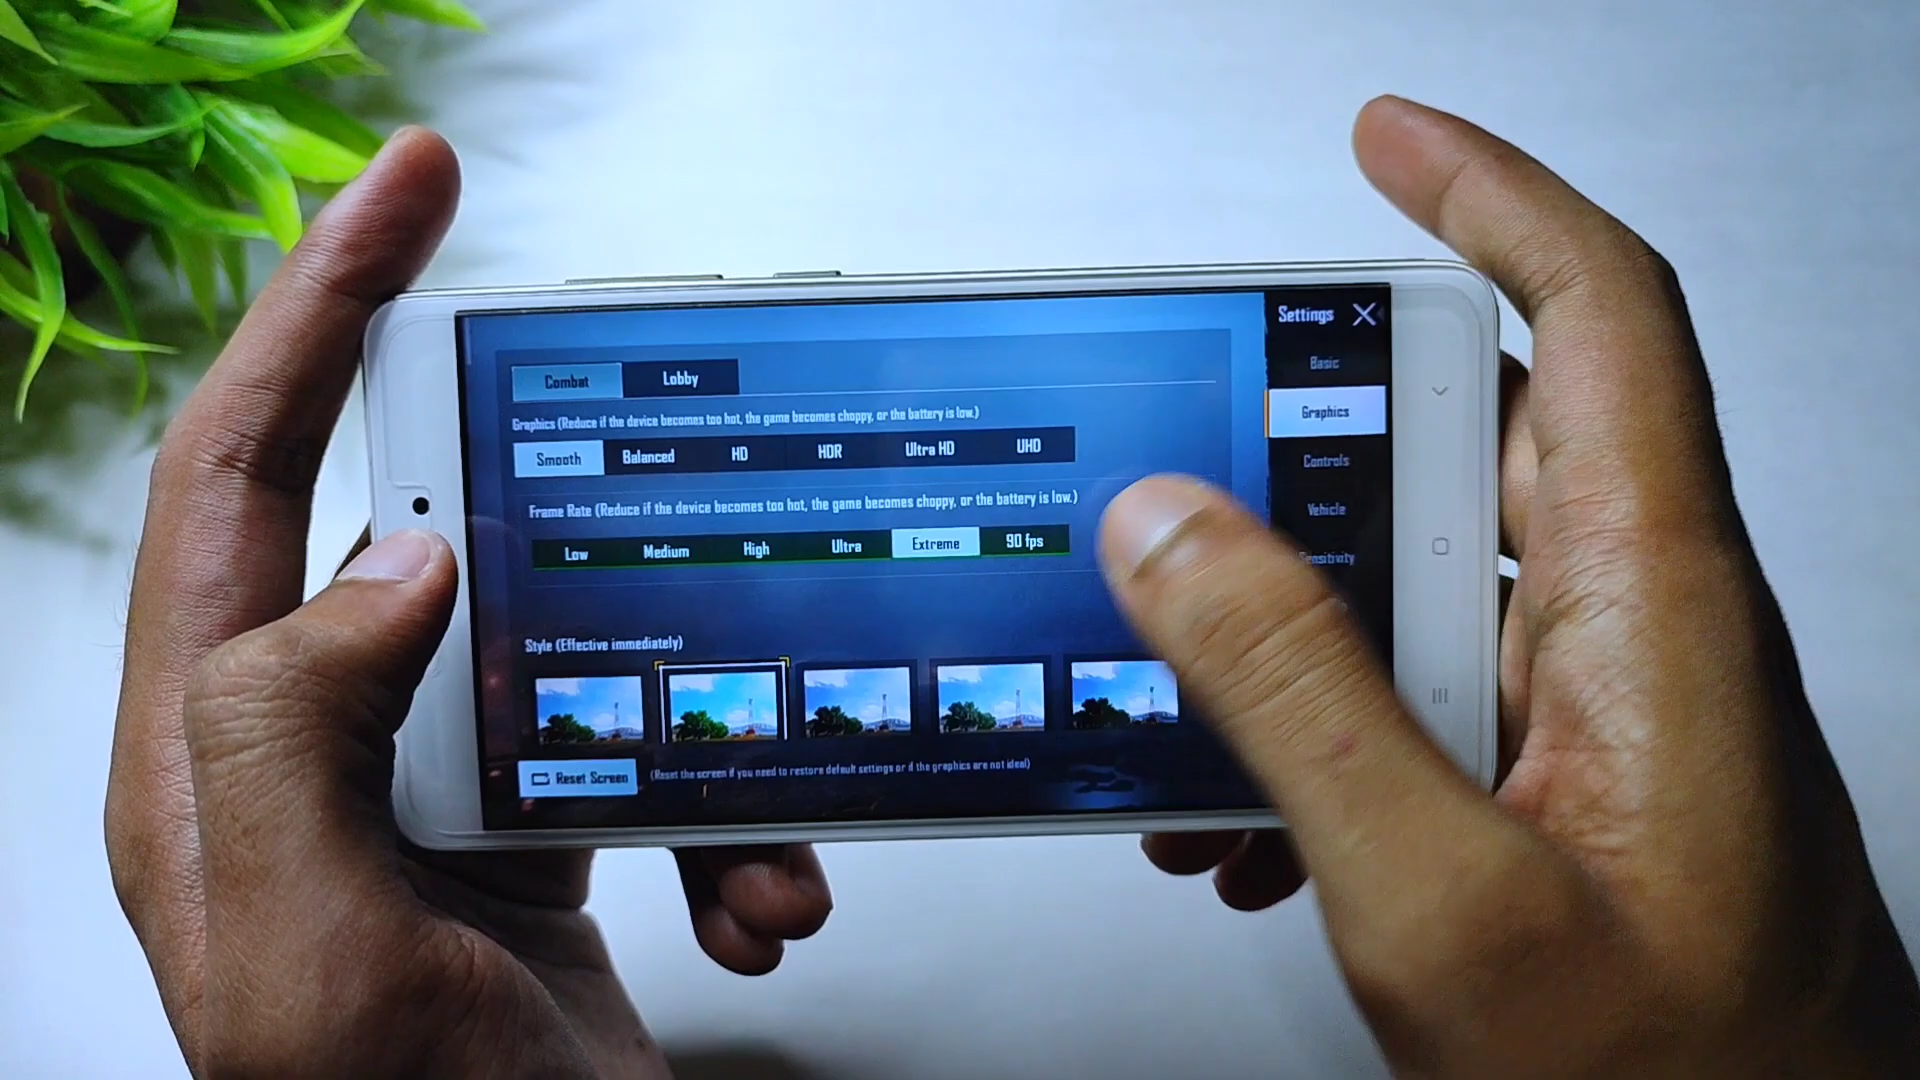 Settings
Combat
Lobby
Graphics (Reduce if the device becomes too hot, the game becomes choppy, or the battery is low.)
Smooth
Balanced
HD
HDR
Ultra HD
UHD
Frame Rate (Reduce if the device becomes too hot, the game becomes choppy, or the battery is low.)
Low
Medium
High
Ultra
Extreme
90 fps
Style (Effective immediately)
Reset Screen
(Reset the screen if you need to restore default settings or if the graphics are not ideal)
Basic
Graphics
Controls
Vehicle
Sensitivity